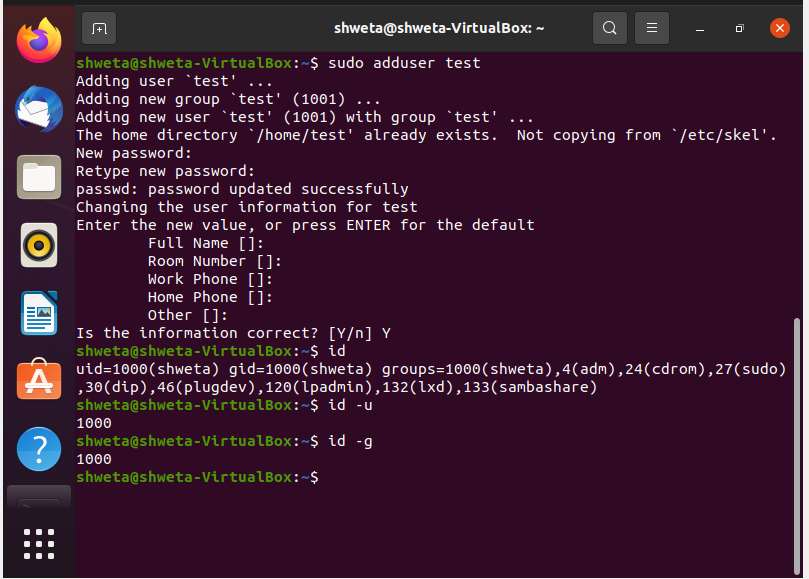 shweta@shweta-VirtualBox: ~
shweta@shweta-VirtualBox:~$ sudo adduser test
Adding user `test' ...
Adding new group `test' (1001) ...
Adding new user `test' (1001) with group `test' ...
The home directory `/home/test' already exists.  Not copying from `/etc/skel'.
New password:
Retype new password:
passwd: password updated successfully
Changing the user information for test
Enter the new value, or press ENTER for the default
        Full Name []:
        Room Number []:
        Work Phone []:
        Home Phone []:
        Other []:
Is the information correct? [Y/n] Y
shweta@shweta-VirtualBox:~$ id
uid=1000(shweta) gid=1000(shweta) groups=1000(shweta),4(adm),24(cdrom),27(sudo)
,30(dip),46(plugdev),120(lpadmin),132(lxd),133(sambashare)
shweta@shweta-VirtualBox:~$ id -u
1000
shweta@shweta-VirtualBox:~$ id -g
1000
shweta@shweta-VirtualBox:~$